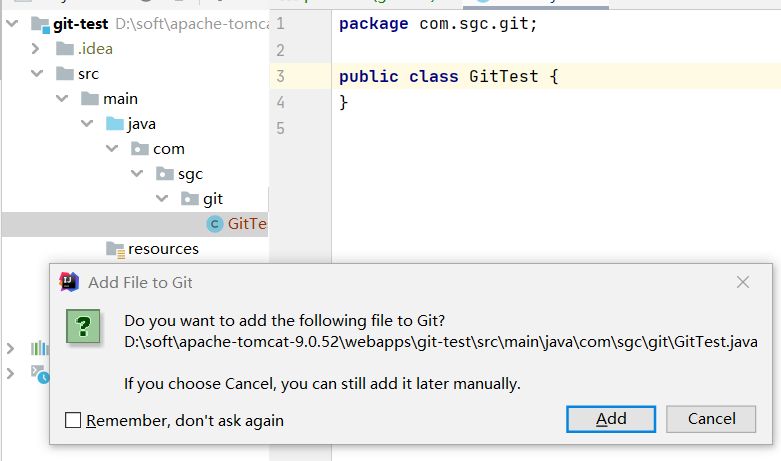 git-test D:\soft\apache-tomca
.idea
src
main
java
com
sgc
git
GitTe
resources
1 package com.sgc.git;
2
3 public class GitTest {
4 }
5
Add File to Git
Do you want to add the following file to Git?
D:\soft\apache-tomcat-9.0.52\webapps\git-test\src\main\java\com\sgc\git\GitTest.java
If you choose Cancel, you can still add it later manually.
Remember, don't ask again
Add
Cancel